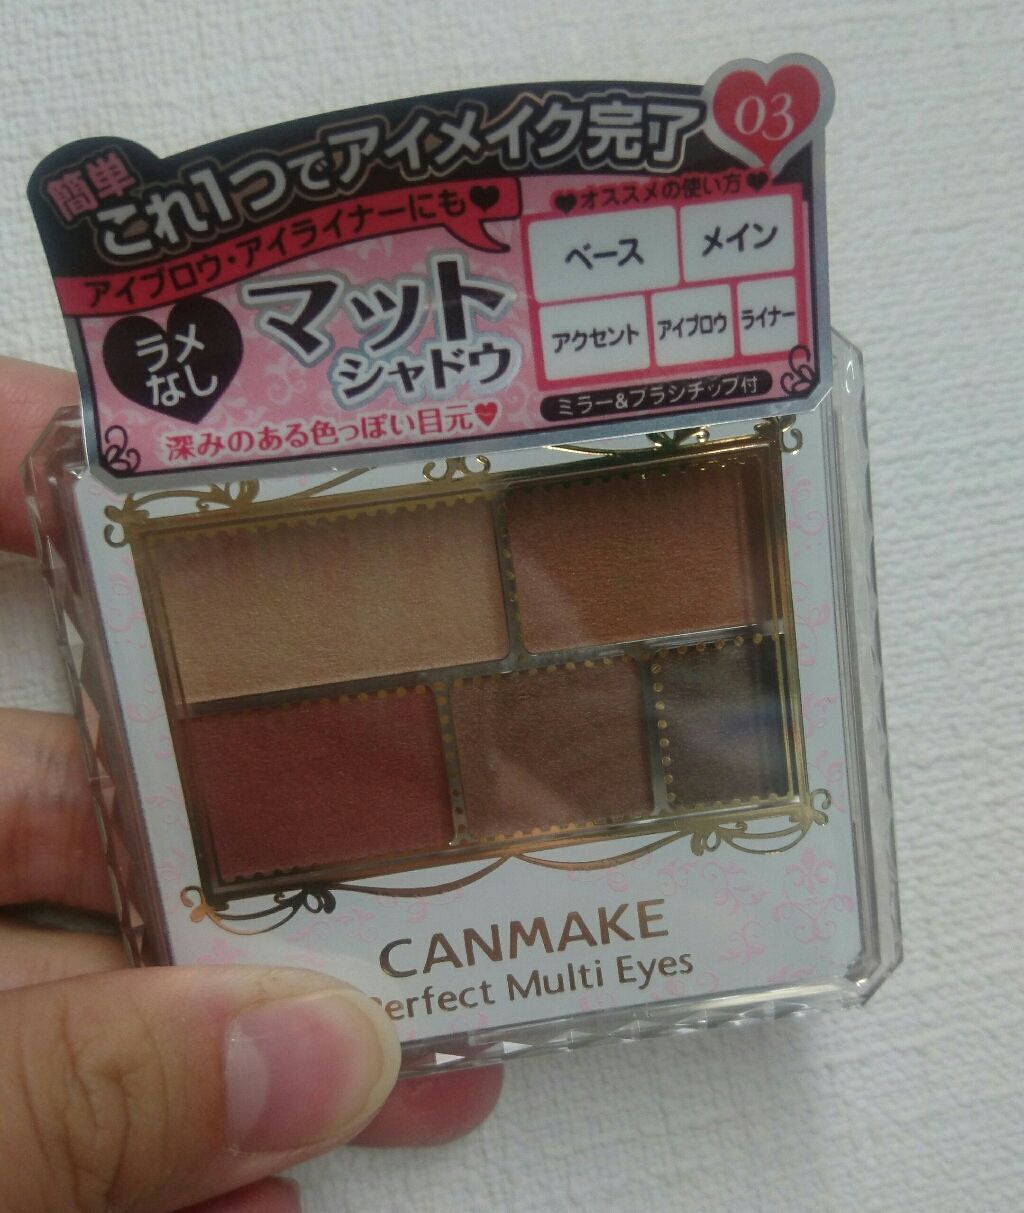 簡単
これ1つでアイメイク完了
03
アイブロウ・アイライナーにも♥
ラメ
なし
マット
シャドウ
深みのある色っぽい目元♥
♥オススメの使い方♥
ベース
メイン
アクセント
アイブロウ
ライナー
ミラー&ブラシチップ付
CANMAKE
Perfect Multi Eyes